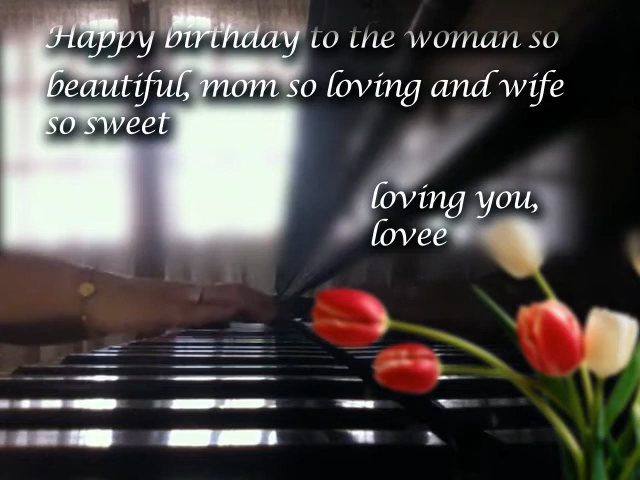 Happy birthday to the woman so
beautiful, mom so loving and wife
so sweet
loving you,
lovee